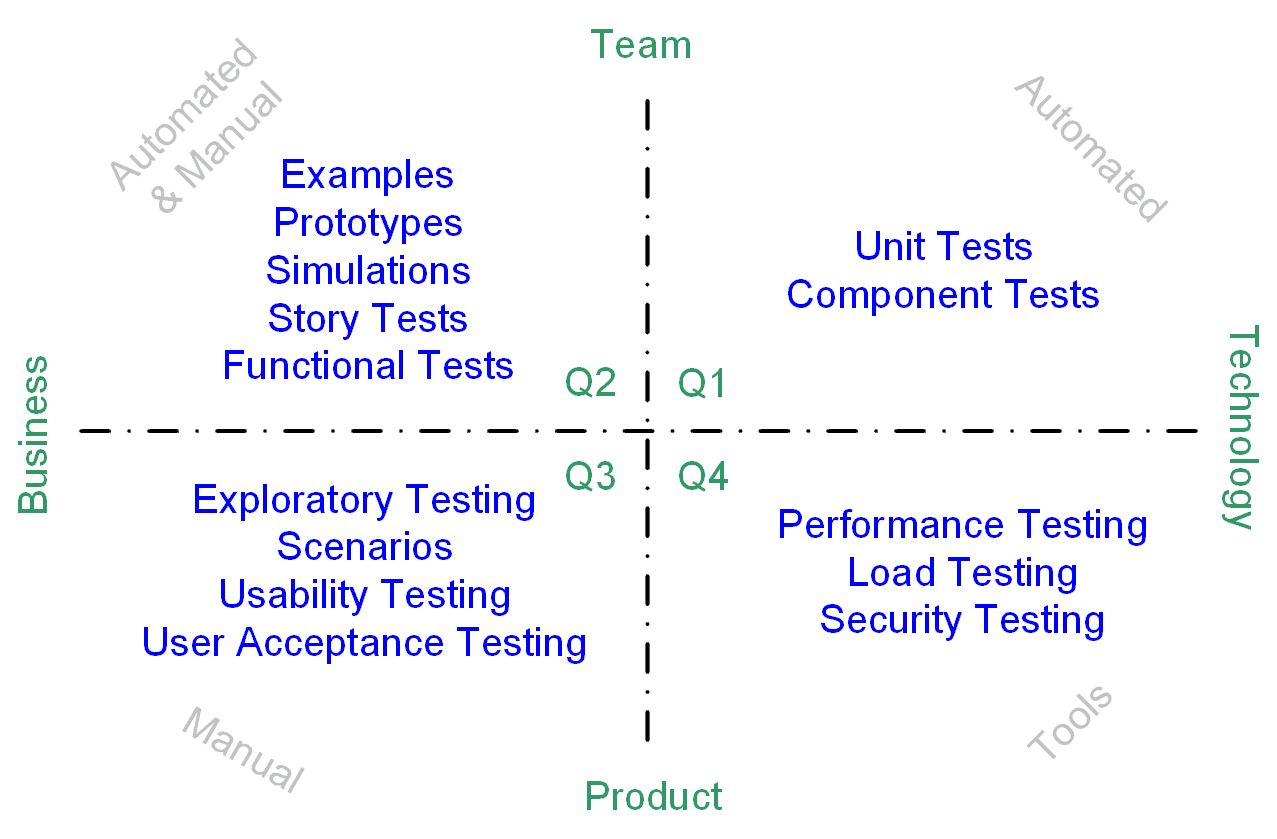 Team
Automated
& Manual
Automated
Examples
Prototypes
Simulations
Story Tests
Functional Tests
Unit Tests
Component Tests
Q2
Q1
Business
Technology
Q3
Q4
Exploratory Testing
Scenarios
Usability Testing
User Acceptance Testing
Performance Testing
Load Testing
Security Testing
Manual
Tools
Product